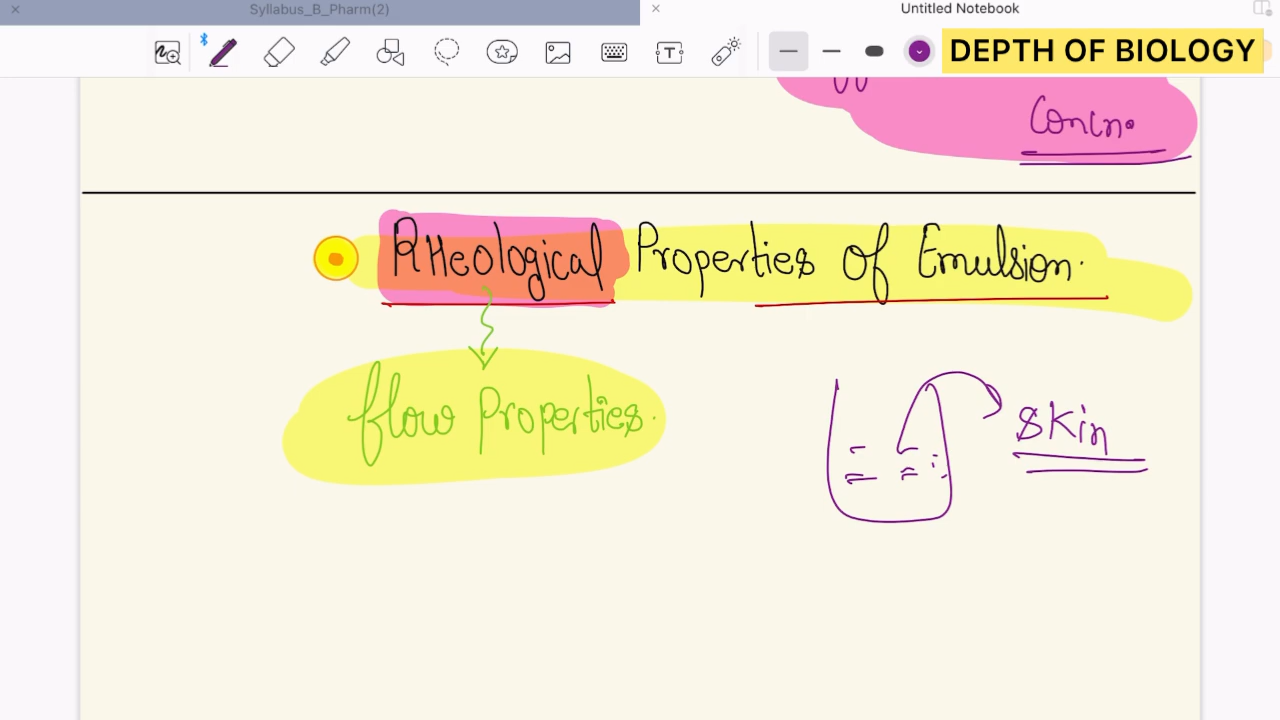 Syllabus_B_Pharm(2)
Untitled Notebook
DEPTH OF BIOLOGY
Concn.
RHeological Properties of Emulsion.
flow Properties.
skin